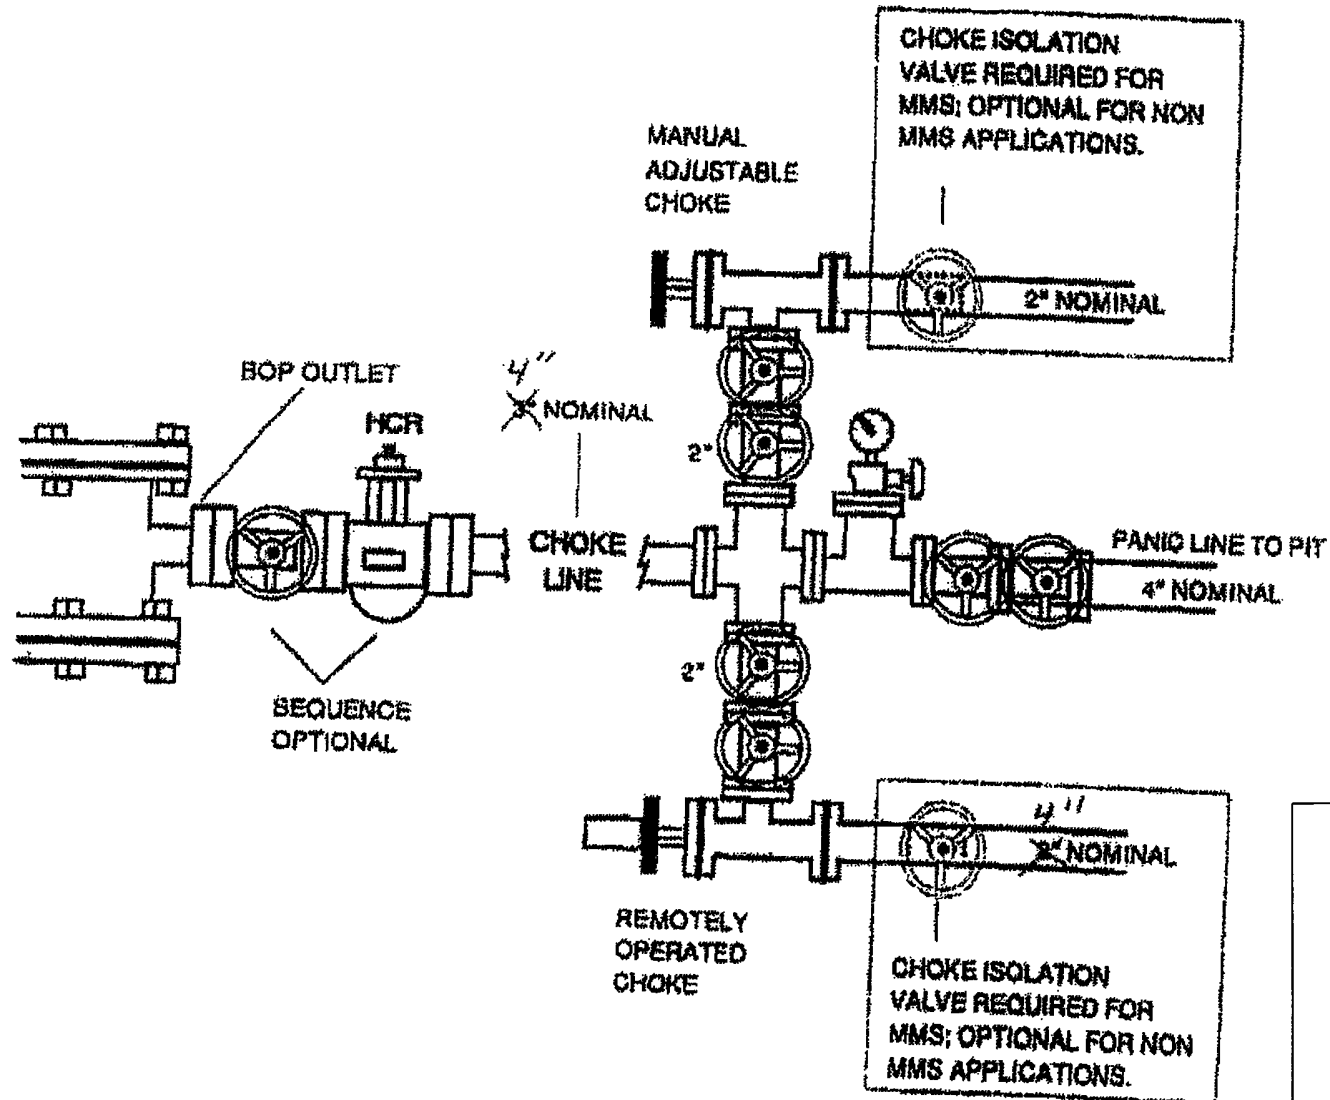 CHOKE ISOLATION
VALVE REQUIRED FOR
MMS; OPTIONAL FOR NON
MMS APPLICATIONS.
MANUAL
ADJUSTABLE
CHOKE
2" NOMINAL
BOP OUTLET
HCR
4"
3" NOMINAL
2"
CHOKE
LINE
PANIC LINE TO PIT
4" NOMINAL
2"
SEQUENCE
OPTIONAL
4"
2" NOMINAL
REMOTELY
OPERATED
CHOKE
CHOKE ISOLATION
VALVE REQUIRED FOR
MMS; OPTIONAL FOR NON
MMS APPLICATIONS.